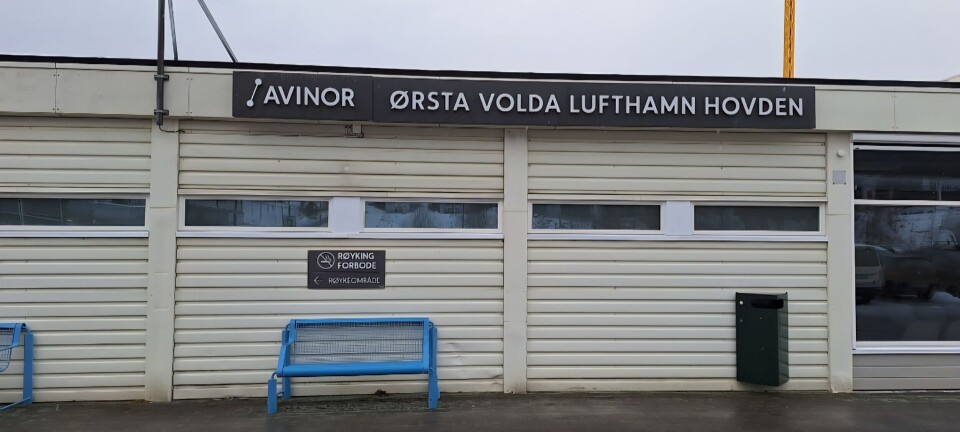 AVINOR ØRSTA VOLDA LUFTHAMN HOVDEN
RØYKING
FORBODE
← RØYKEOMRÅDE